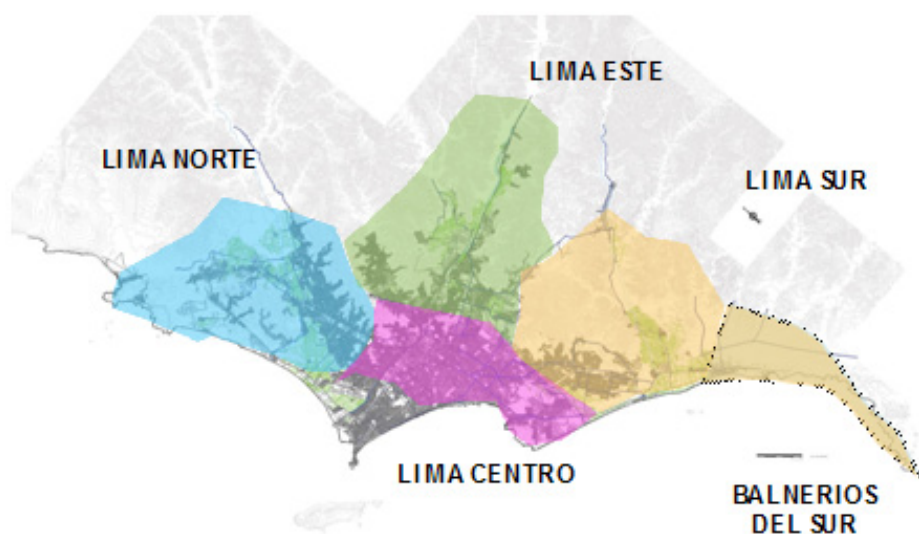 LIMA ESTE
LIMA NORTE
LIMA SUR
LIMA CENTRO
BALNERIOS
DEL SUR